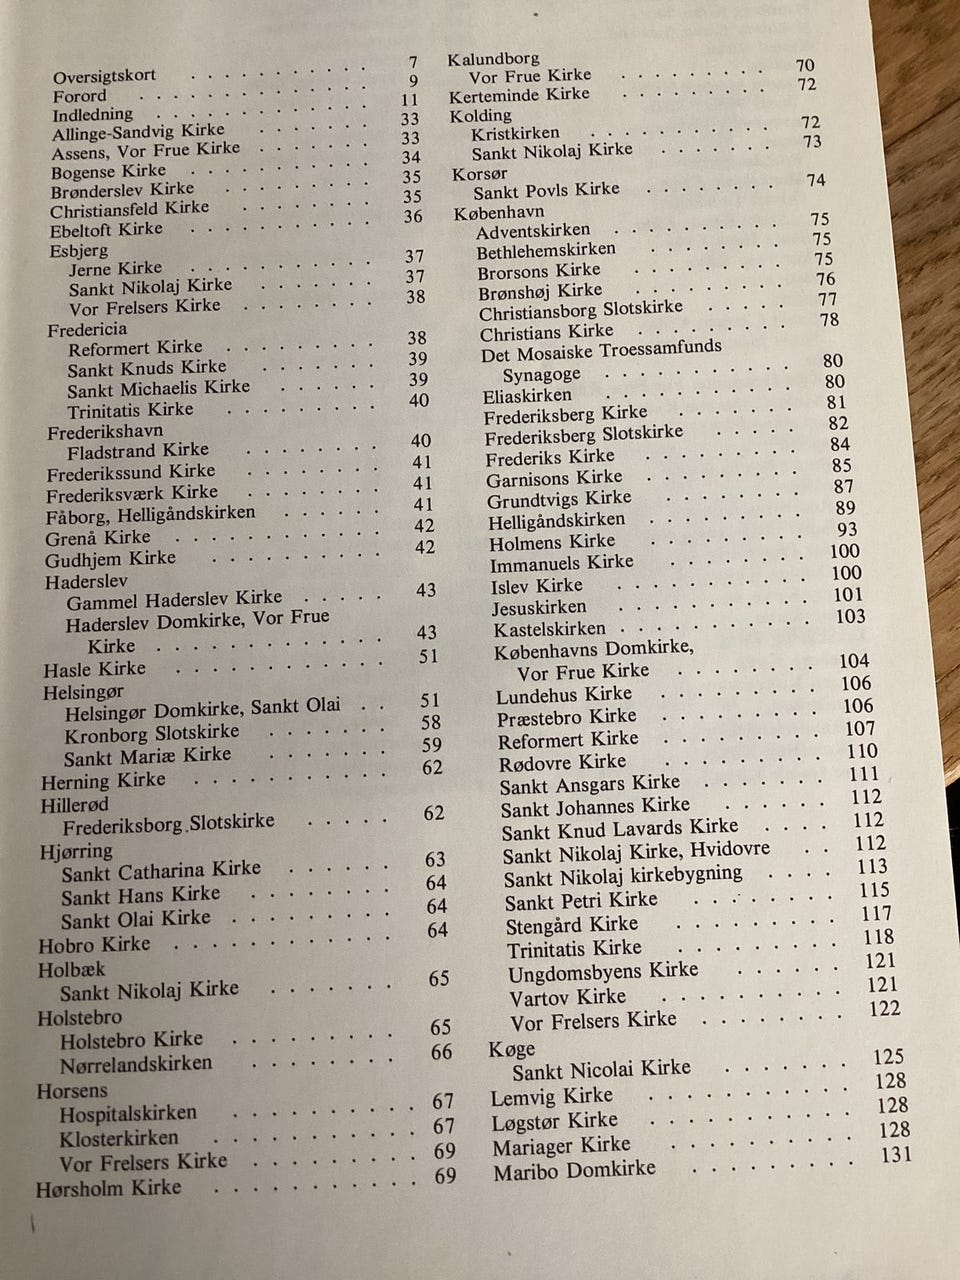 Oversigtskort . . . . . . . . . . . 7
Forord . . . . . . . . . . . . . . 9
Indledning . . . . . . . . . . . . . 11
Allinge-Sandvig Kirke . . . . . . . 33
Assens, Vor Frue Kirke . . . . . . . 33
Bogense Kirke . . . . . . . . . . . 34
Brønderslev Kirke . . . . . . . . . 35
Christiansfeld Kirke . . . . . . . . 35
Ebeltoft Kirke . . . . . . . . . . . 36
Esbjerg
Jerne Kirke . . . . . . . . . . . 37
Sankt Nikolaj Kirke . . . . . . . 37
Vor Frelsers Kirke . . . . . . . 38
Fredericia
Reformert Kirke . . . . . . . . . 38
Sankt Knuds Kirke . . . . . . . 39
Sankt Michaelis Kirke . . . . . . 39
Trinitatis Kirke . . . . . . . . . 40
Frederikshavn
Fladstrand Kirke . . . . . . . . 40
Frederikssund Kirke . . . . . . . . 41
Frederiksværk Kirke . . . . . . . . 41
Fåborg, Helligåndskirken . . . . . . 41
Grenå Kirke . . . . . . . . . . . . 42
Gudhjem Kirke . . . . . . . . . . 42
Haderslev
Gammel Haderslev Kirke . . . . . 43
Haderslev Domkirke, Vor Frue
Kirke . . . . . . . . . . . . . 43
Hasle Kirke . . . . . . . . . . . . 51
Helsingør
Helsingør Domkirke, Sankt Olai . . 51
Kronborg Slotskirke . . . . . . . 58
Sankt Mariæ Kirke . . . . . . . . 59
Herning Kirke . . . . . . . . . . . 62
Hillerød
Frederiksborg Slotskirke . . . . . 62
Hjørring
Sankt Catharina Kirke . . . . . . 63
Sankt Hans Kirke . . . . . . . . 64
Sankt Olai Kirke . . . . . . . . . 64
Hobro Kirke . . . . . . . . . . . . 64
Holbæk
Sankt Nikolaj Kirke . . . . . . . 65
Holstebro
Holstebro Kirke . . . . . . . . . 65
Nørrelandskirken . . . . . . . . 66
Horsens
Hospitalskirken . . . . . . . . . . 67
Klosterkirken . . . . . . . . . . . 67
Vor Frelsers Kirke . . . . . . . . . 69
Hørsholm Kirke . . . . . . . . . . . 69
Kalundborg
Vor Frue Kirke . . . . . . . . . 70
Kerteminde Kirke . . . . . . . . . 72
Kolding
Kristkirken . . . . . . . . . . . 72
Sankt Nikolaj Kirke . . . . . . . 73
Korsør
Sankt Povls Kirke . . . . . . . . 74
København
Adventskirken . . . . . . . . . . 75
Bethlehemskirken . . . . . . . . 75
Brorsons Kirke . . . . . . . . . 75
Brønshøj Kirke . . . . . . . . . 76
Christiansborg Slotskirke . . . . . 77
Christians Kirke . . . . . . . . . 78
Det Mosaiske Troessamfunds
Synagoge . . . . . . . . . . . 80
Eliaskirken . . . . . . . . . . . 80
Frederiksberg Kirke . . . . . . . 81
Frederiksberg Slotskirke . . . . . 82
Frederiks Kirke . . . . . . . . . 84
Garnisons Kirke . . . . . . . . . 85
Grundtvigs Kirke . . . . . . . . 87
Helligåndskirken . . . . . . . . . 89
Holmens Kirke . . . . . . . . . 93
Immanuels Kirke . . . . . . . . 100
Islev Kirke . . . . . . . . . . . 100
Jesuskirken . . . . . . . . . . . 101
Kastelskirken . . . . . . . . . . . 103
Københavns Domkirke,
Vor Frue Kirke . . . . . . . . 104
Lundehus Kirke . . . . . . . . . 106
Præstebro Kirke . . . . . . . . . 106
Reformert Kirke . . . . . . . . . 107
Rødovre Kirke . . . . . . . . . 110
Sankt Ansgars Kirke . . . . . . . 111
Sankt Johannes Kirke . . . . . . 112
Sankt Knud Lavards Kirke . . . . 112
Sankt Nikolaj Kirke, Hvidovre . . 112
Sankt Nikolaj kirkebygning . . . . 113
Sankt Petri Kirke . . . . . . . . 115
Stengård Kirke . . . . . . . . . 117
Trinitatis Kirke . . . . . . . . . 118
Ungdomsbyens Kirke . . . . . . 121
Vartov Kirke . . . . . . . . . . 121
Vor Frelsers Kirke . . . . . . . . 122
Køge
Sankt Nicolai Kirke . . . . . . . 125
Lemvig Kirke . . . . . . . . . . . 128
Løgstør Kirke . . . . . . . . . . . 128
Mariager Kirke . . . . . . . . . . 128
Maribo Domkirke . . . . . . . . . 131